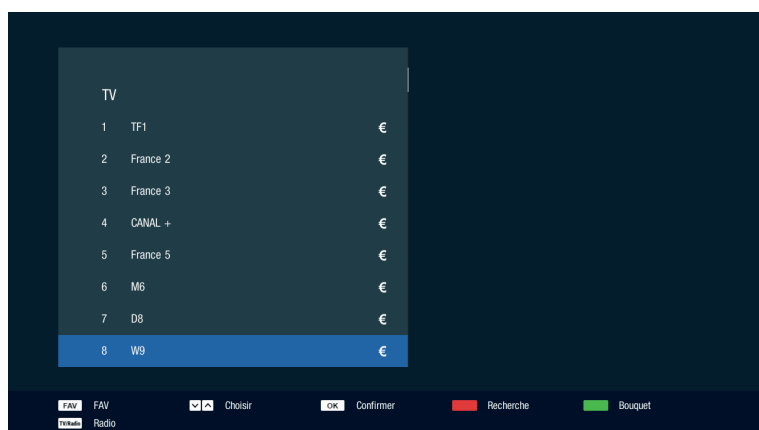 TV
1 TF1 €
2 France 2 €
3 France 3 €
4 CANAL + €
5 France 5 €
6 M6 €
7 D8 €
8 W9 €
FAV FAV Choisir OK Confirmer Recherche Bouquet
TV/Radio Radio